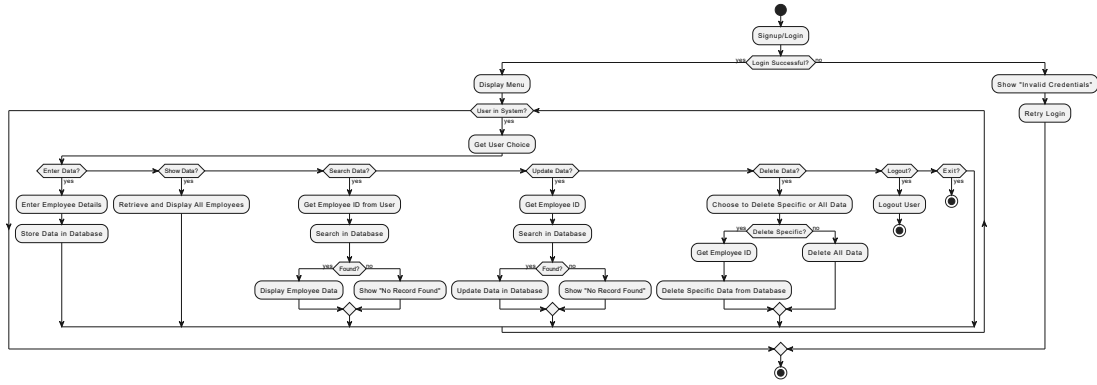 Signup/Login
yes
Login Successful?
no
Display Menu
Show "Invalid Credentials"
User in System?
Retry Login
yes
Get User Choice
Enter Data?
Show Data?
Search Data?
Update Data?
Delete Data?
Logout?
Exit?
yes
yes
yes
yes
yes
yes
yes
Enter Employee Details
Retrieve and Display All Employees
Get Employee ID from User
Get Employee ID
Choose to Delete Specific or All Data
Logout User
Store Data in Database
Search in Database
Search in Database
yes
Delete Specific?
no
Get Employee ID
Delete All Data
yes
Found?
no
yes
Found?
no
Display Employee Data
Show "No Record Found"
Update Data in Database
Show "No Record Found"
Delete Specific Data from Database